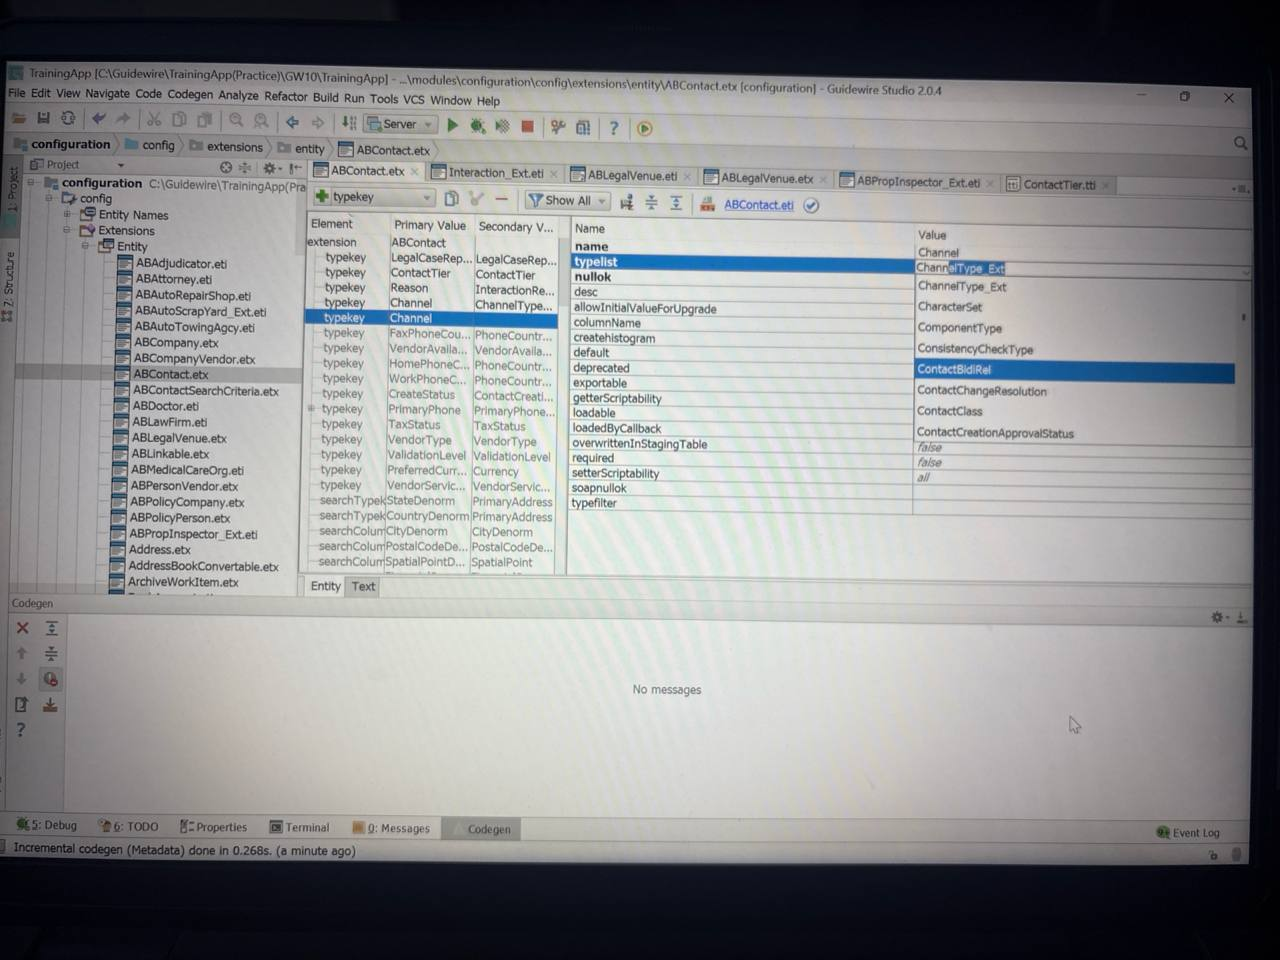 TrainingApp [C:\Guidewire\TrainingApp(Practice)\GW10\TrainingApp] - ...\modules\configuration\config\extensions\entity\ABContact.etx [configuration] - Guidewire Studio 2.0.4
File Edit View Navigate Code Codegen Analyze Refactor Build Run Tools VCS Window Help
Server
configuration config extensions entity ABContact.etx
Project
ABContact.etx Interaction_Ext.eti ABLegalVenue.eti ABLegalVenue.etx ABPropInspector_Ext.eti ContactTier.tti
1: Project
7: Structure
configuration C:\Guidewire\TrainingApp(Pra
config
Entity Names
Extensions
Entity
ABAdjudicator.eti
ABAttorney.eti
ABAutoRepairShop.eti
ABAutoScrapYard_Ext.eti
ABAutoTowingAgcy.eti
ABCompany.etx
ABCompanyVendor.etx
ABContact.etx
ABContactSearchCriteria.etx
ABDoctor.eti
ABLawFirm.eti
ABLegalVenue.etx
ABLinkable.etx
ABMedicalCareOrg.eti
ABPersonVendor.etx
ABPolicyCompany.etx
ABPolicyPerson.etx
ABPropInspector_Ext.eti
Address.etx
AddressBookConvertable.etx
ArchiveWorkItem.etx
typekey Show All ABContact.eti
Element Primary Value Secondary V...
extension ABContact
typekey LegalCaseRep... LegalCaseRep...
typekey ContactTier ContactTier
typekey Reason InteractionRe...
typekey Channel ChannelType...
typekey Channel
typekey FaxPhoneCou... PhoneCountr...
typekey VendorAvaila... VendorAvaila...
typekey HomePhoneC... PhoneCountr...
typekey WorkPhoneC... PhoneCountr...
typekey CreateStatus ContactCreati...
typekey PrimaryPhone PrimaryPhone...
typekey TaxStatus TaxStatus
typekey VendorType VendorType
typekey ValidationLevel ValidationLevel
typekey PreferredCurr... Currency
typekey VendorServic... VendorServic...
searchTypek StateDenorm PrimaryAddress
searchTypek CountryDenorm PrimaryAddress
searchColum CityDenorm CityDenorm
searchColum PostalCodeDe... PostalCodeDe...
searchColum SpatialPointD... SpatialPoint
Name Value
name Channel
typelist ChannelType_Ext
nullok
desc
allowInitialValueForUpgrade
columnName
createhistogram
default
deprecated
exportable
getterScriptability
loadable
loadedByCallback
overwrittenInStagingTable
required
setterScriptability
soapnullok
typefilter
ChannelType_Ext
CharacterSet
ComponentType
ConsistencyCheckType
ContactBidiRel
ContactChangeResolution
ContactClass
ContactCreationApprovalStatus
false
false
all
Entity Text
Codegen
No messages
5: Debug 6: TODO Properties Terminal 0: Messages Codegen Event Log
Incremental codegen (Metadata) done in 0.268s. (a minute ago)